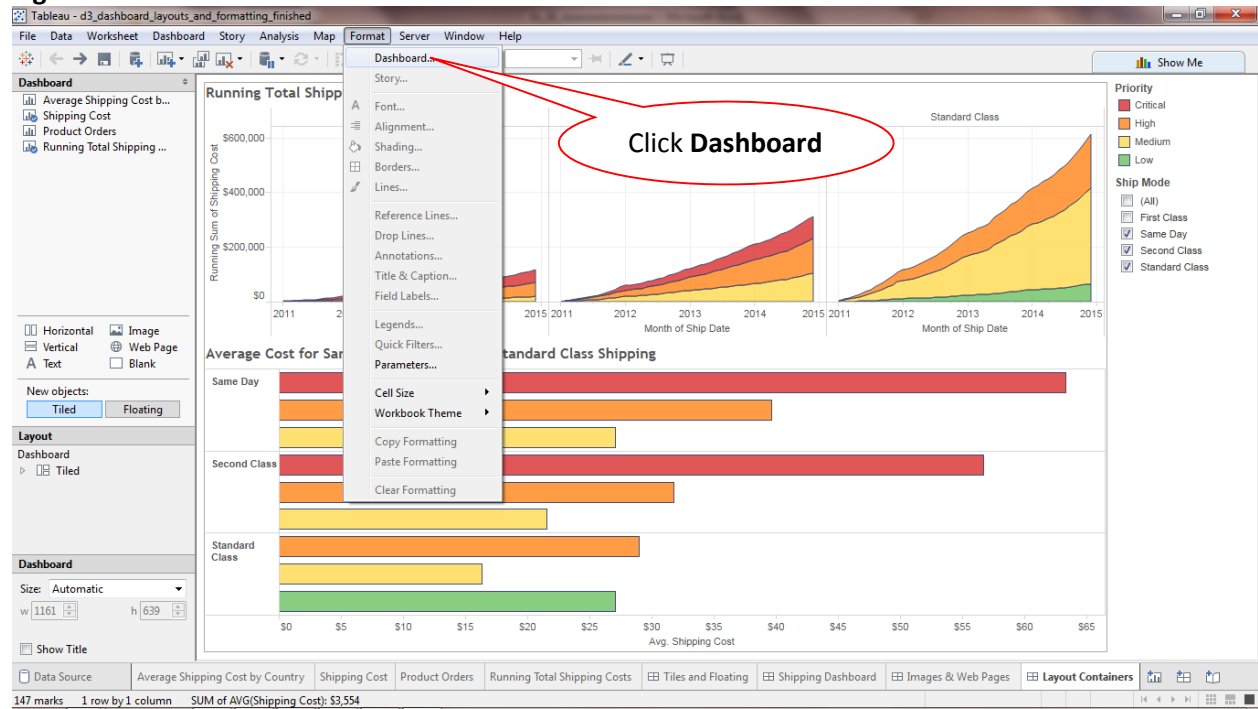 Tableau - d3_dashboard_layouts_and_formatting_finished
File Data Worksheet Dashboard Story Analysis Map Format Server Window Help
Show Me
Dashboard
Average Shipping Cost b...
Shipping Cost
Product Orders
Running Total Shipping ...
Horizontal Image
Vertical Web Page
A Text Blank
New objects:
Tiled Floating
Layout
Dashboard
Tiled
Dashboard
Size: Automatic
w 1161 h 639
Show Title
Dashboard...
Story...
A Font...
Alignment...
Shading...
Borders...
Lines...
Reference Lines...
Drop Lines...
Annotations...
Title & Caption...
Field Labels...
Legends...
Quick Filters...
Parameters...
Cell Size
Workbook Theme
Copy Formatting
Paste Formatting
Clear Formatting
Click Dashboard
Running Total Shipp
Standard Class
Running Sum of Shipping Cost
$600,000
$400,000
$200,000
$0
2011 2 2015 2011 2012 2013 2014 2015 2011 2012 2013 2014 2015
Month of Ship Date Month of Ship Date
Average Cost for Sa tandard Class Shipping
Same Day
Second Class
Standard
Class
$0 $5 $10 $15 $20 $25 $30 $35 $40 $45 $50 $55 $60 $65
Avg. Shipping Cost
Priority
Critical
High
Medium
Low
Ship Mode
(All)
First Class
Same Day
Second Class
Standard Class
Data Source Average Shipping Cost by Country Shipping Cost Product Orders Running Total Shipping Costs Tiles and Floating Shipping Dashboard Images & Web Pages Layout Containers
147 marks 1 row by 1 column SUM of AVG(Shipping Cost): $3,554